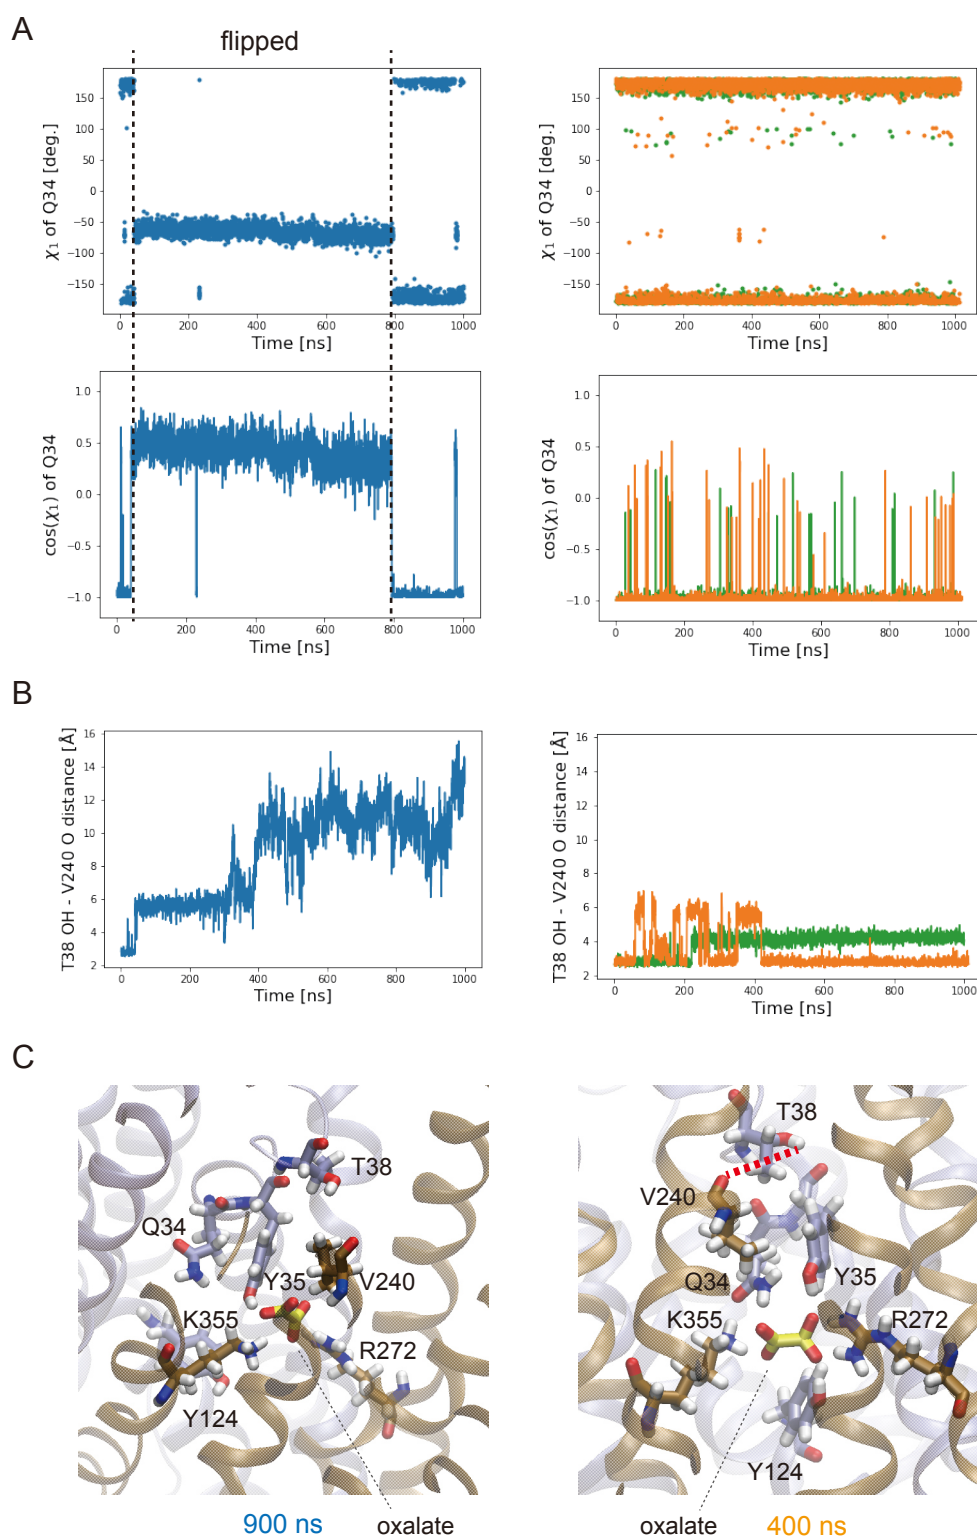 A
flipped
χ₁ of Q34 [deg.]
150
100
50
0
−50
−100
−150
0 200 400 600 800 1000
Time [ns]
χ₁ of Q34 [deg.]
150
100
50
0
−50
−100
−150
0 200 400 600 800 1000
Time [ns]
cos(χ₁) of Q34
1.0
0.5
0.0
−0.5
−1.0
0 200 400 600 800 1000
Time [ns]
cos(χ₁) of Q34
1.0
0.5
0.0
−0.5
−1.0
0 200 400 600 800 1000
Time [ns]
B
T38 OH - V240 O distance [Å]
16
14
12
10
8
6
4
2
0 200 400 600 800 1000
Time [ns]
T38 OH - V240 O distance [Å]
16
14
12
10
8
6
4
2
0 200 400 600 800 1000
Time [ns]
C
T38
Q34
Y35
V240
K355
R272
Y124
900 ns
oxalate
T38
V240
Q34
Y35
K355
R272
Y124
oxalate
400 ns